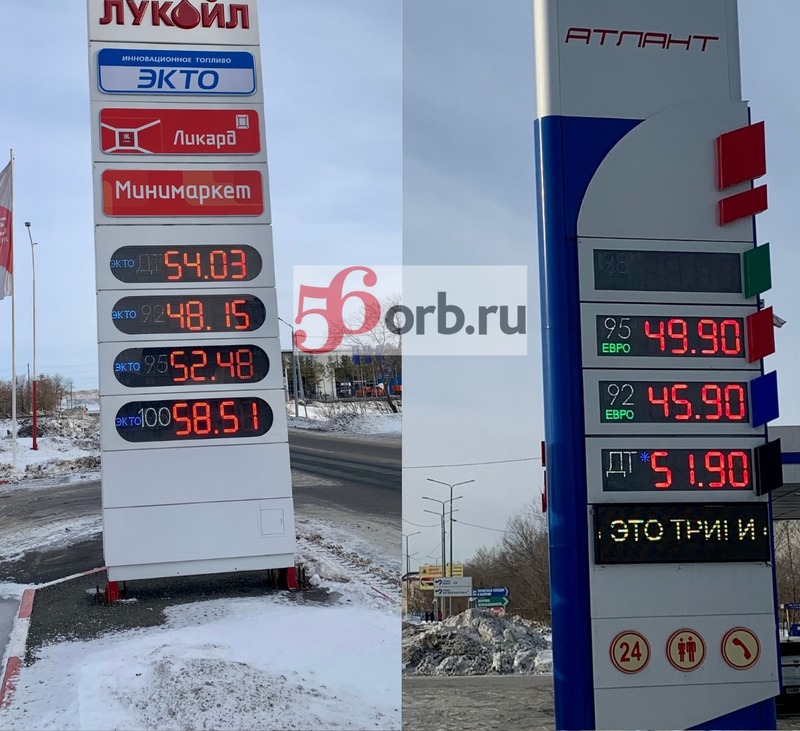 ЛУКОЙЛ
ИННОВАЦИОННОЕ ТОПЛИВО
ЭКТО
Ликард
Минимаркет
ЭКТО ДТ 54.03
ЭКТО 92 48.15
ЭКТО 95 52.48
ЭКТО 100 58.51
56orb.ru
АТЛАНТ
98
95 ЕВРО 49.90
92 ЕВРО 45.90
ДТ* 51.90
ЭТО ТРИГ И
24